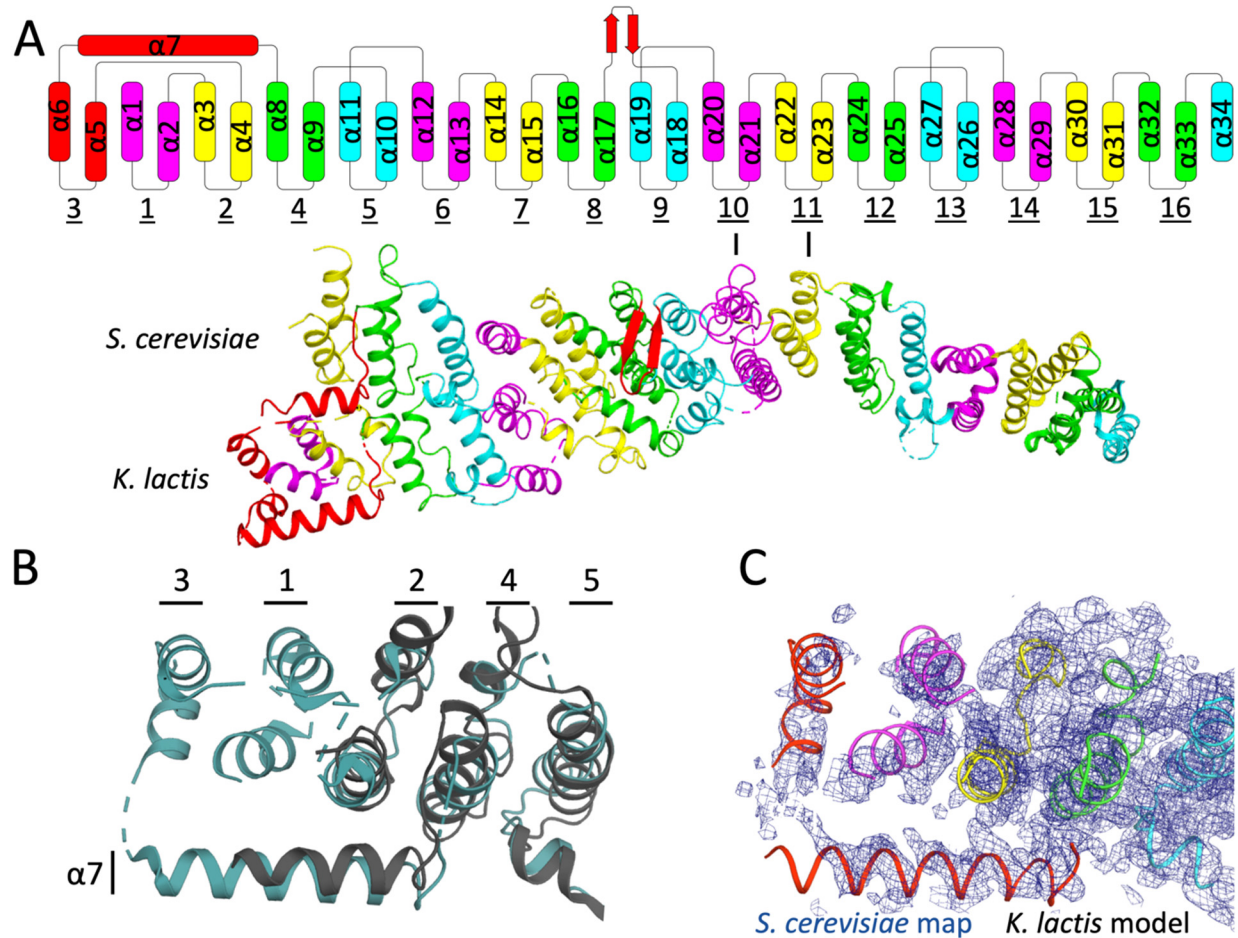 A
α7
α6 α5 α1 α2 α3 α4 α8 α9 α11 α10 α12 α13 α14 α15 α16 α17 α19 α18 α20 α21 α22 α23 α24 α25 α27 α26 α28 α29 α30 α31 α32 α33 α34
3 1 2 4 5 6 7 8 9 10 11 12 13 14 15 16
S. cerevisiae
K. lactis
B
3 1 2 4 5
α7
C
S. cerevisiae map K. lactis model